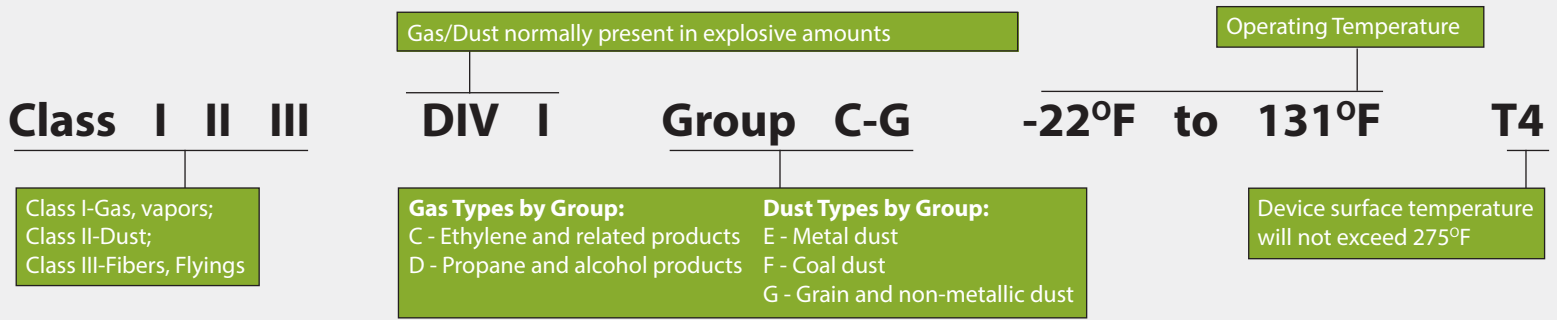 Gas/Dust normally present in explosive amounts
Operating Temperature
Class I II III DIV I Group C-G -22⁰F to 131⁰F T4
Class I-Gas, vapors;
Class II-Dust;
Class III-Fibers, Flyings
Gas Types by Group:
C - Ethylene and related products
D - Propane and alcohol products
Dust Types by Group:
E - Metal dust
F - Coal dust
G - Grain and non-metallic dust
Device surface temperature
will not exceed 275⁰F